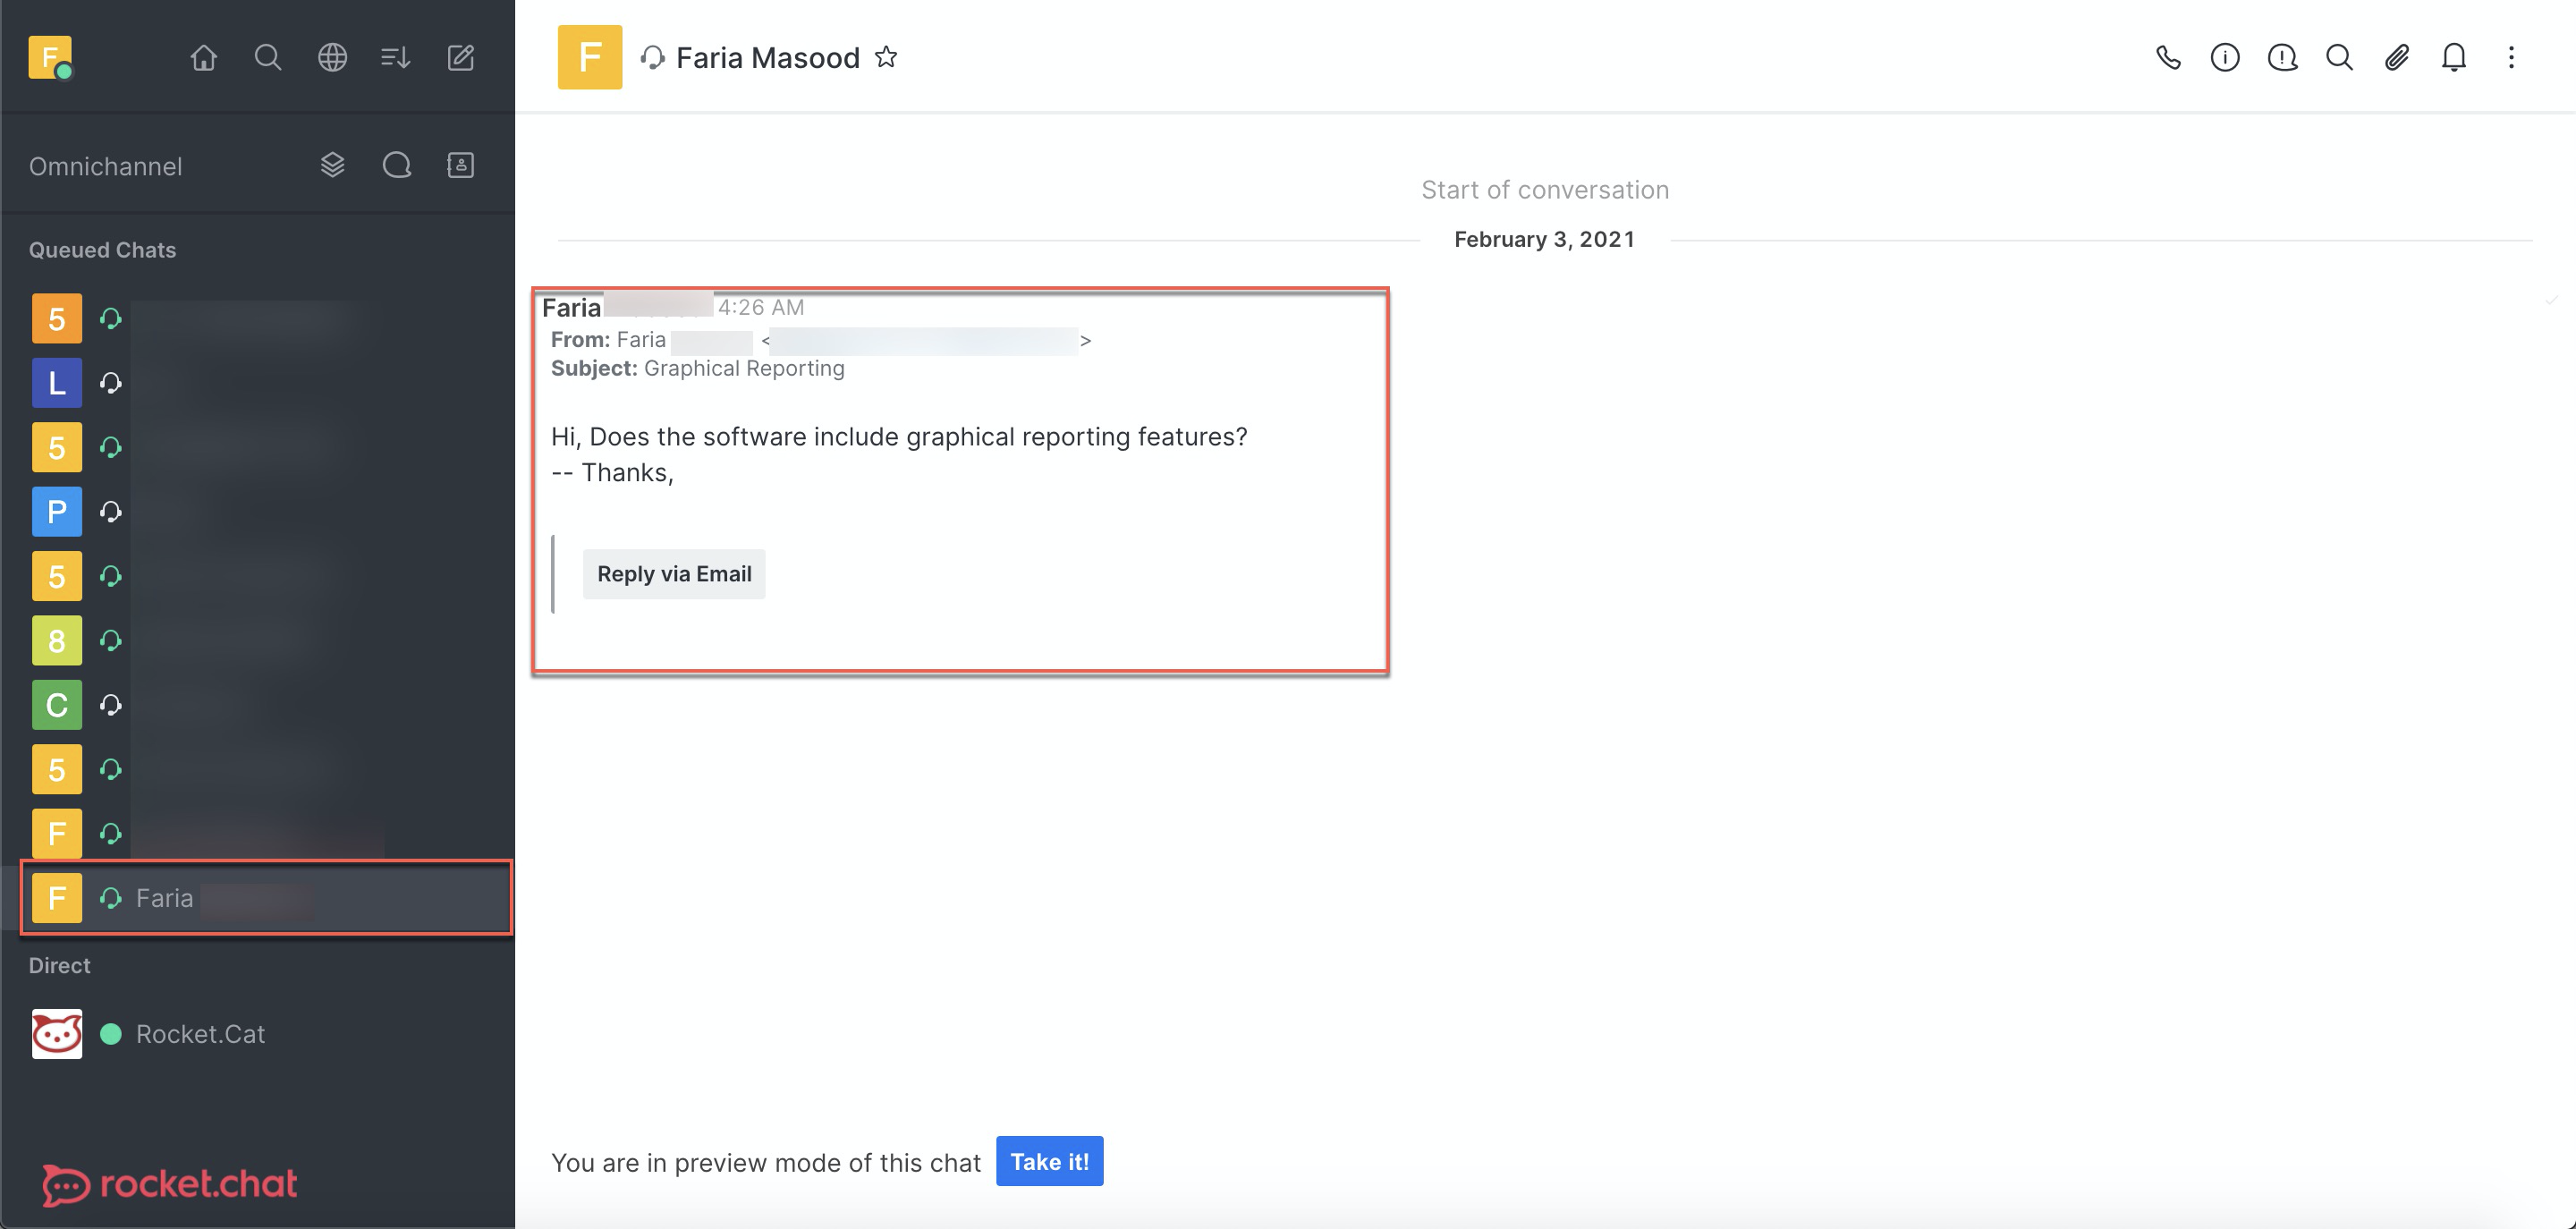 F
Omnichannel
Queued Chats
5
L
5
P
5
8
C
5
F
F Faria
Direct
Rocket.Cat
rocket.chat
F Faria Masood
Start of conversation
February 3, 2021
Faria 4:26 AM
From: Faria < >
Subject: Graphical Reporting
Hi, Does the software include graphical reporting features?
-- Thanks,
Reply via Email
You are in preview mode of this chat Take it!